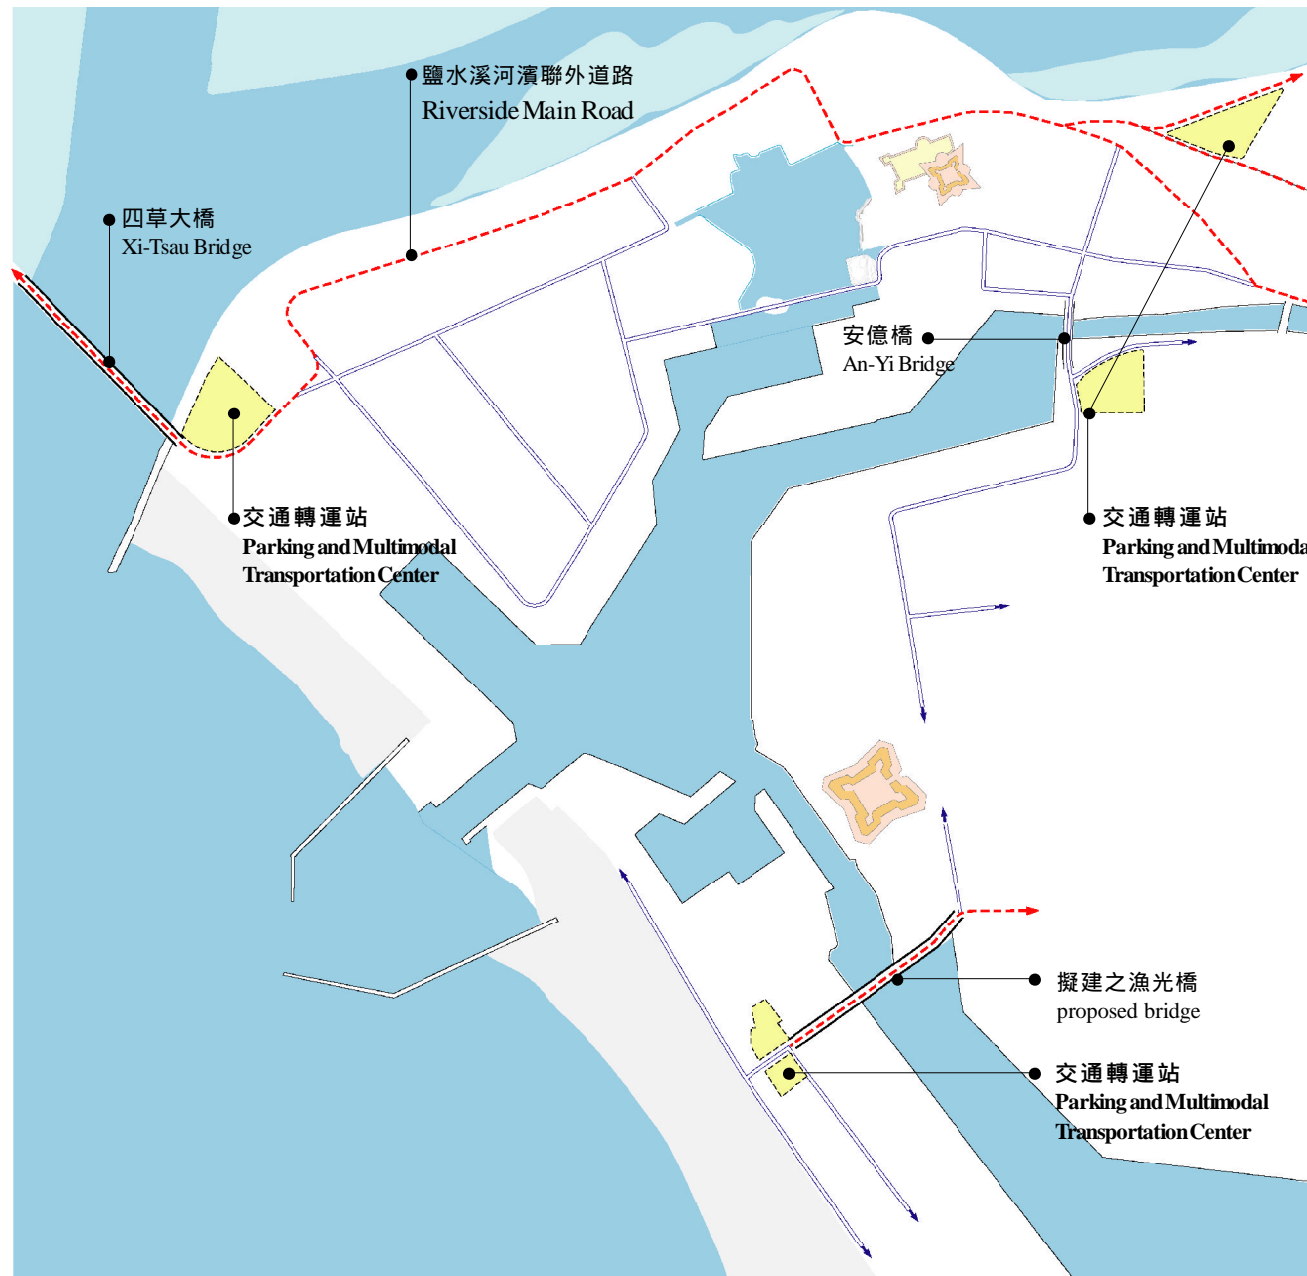 鹽水溪河濱聯外道路
Riverside Main Road
四草大橋
Xi-Tsau Bridge
安億橋
An-Yi Bridge
交通轉運站
Parking and Multimodal
Transportation Center
交通轉運站
Parking and Multimoda
Transportation Center
擬建之漁光橋
proposed bridge
交通轉運站
Parking and Multimodal
Transportation Center